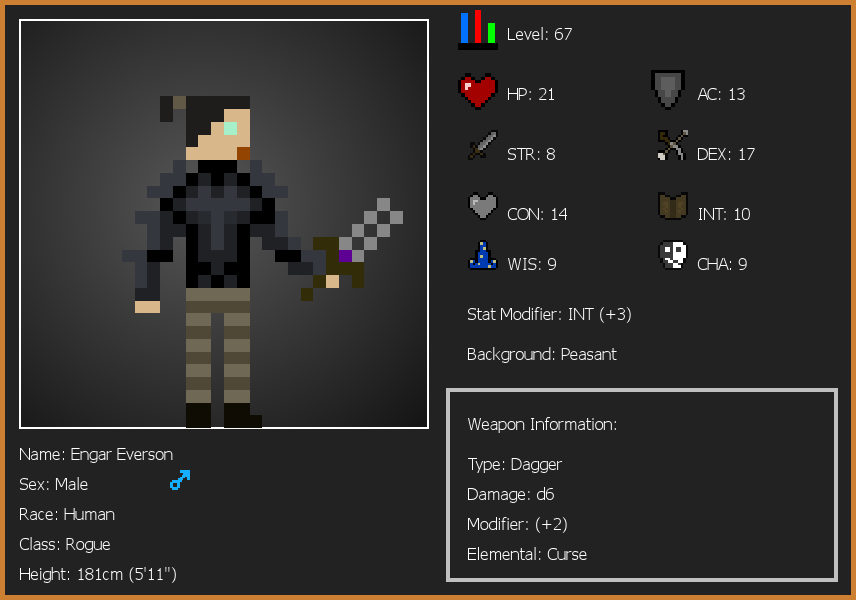 Level: 67
HP: 21
AC: 13
STR: 8
DEX: 17
CON: 14
INT: 10
WIS: 9
CHA: 9
Stat Modifier: INT (+3)
Background: Peasant
Weapon Information:
Type: Dagger
Damage: d6
Modifier: (+2)
Elemental: Curse
Name: Engar Everson
Sex: Male
Race: Human
Class: Rogue
Height: 181cm (5'11")